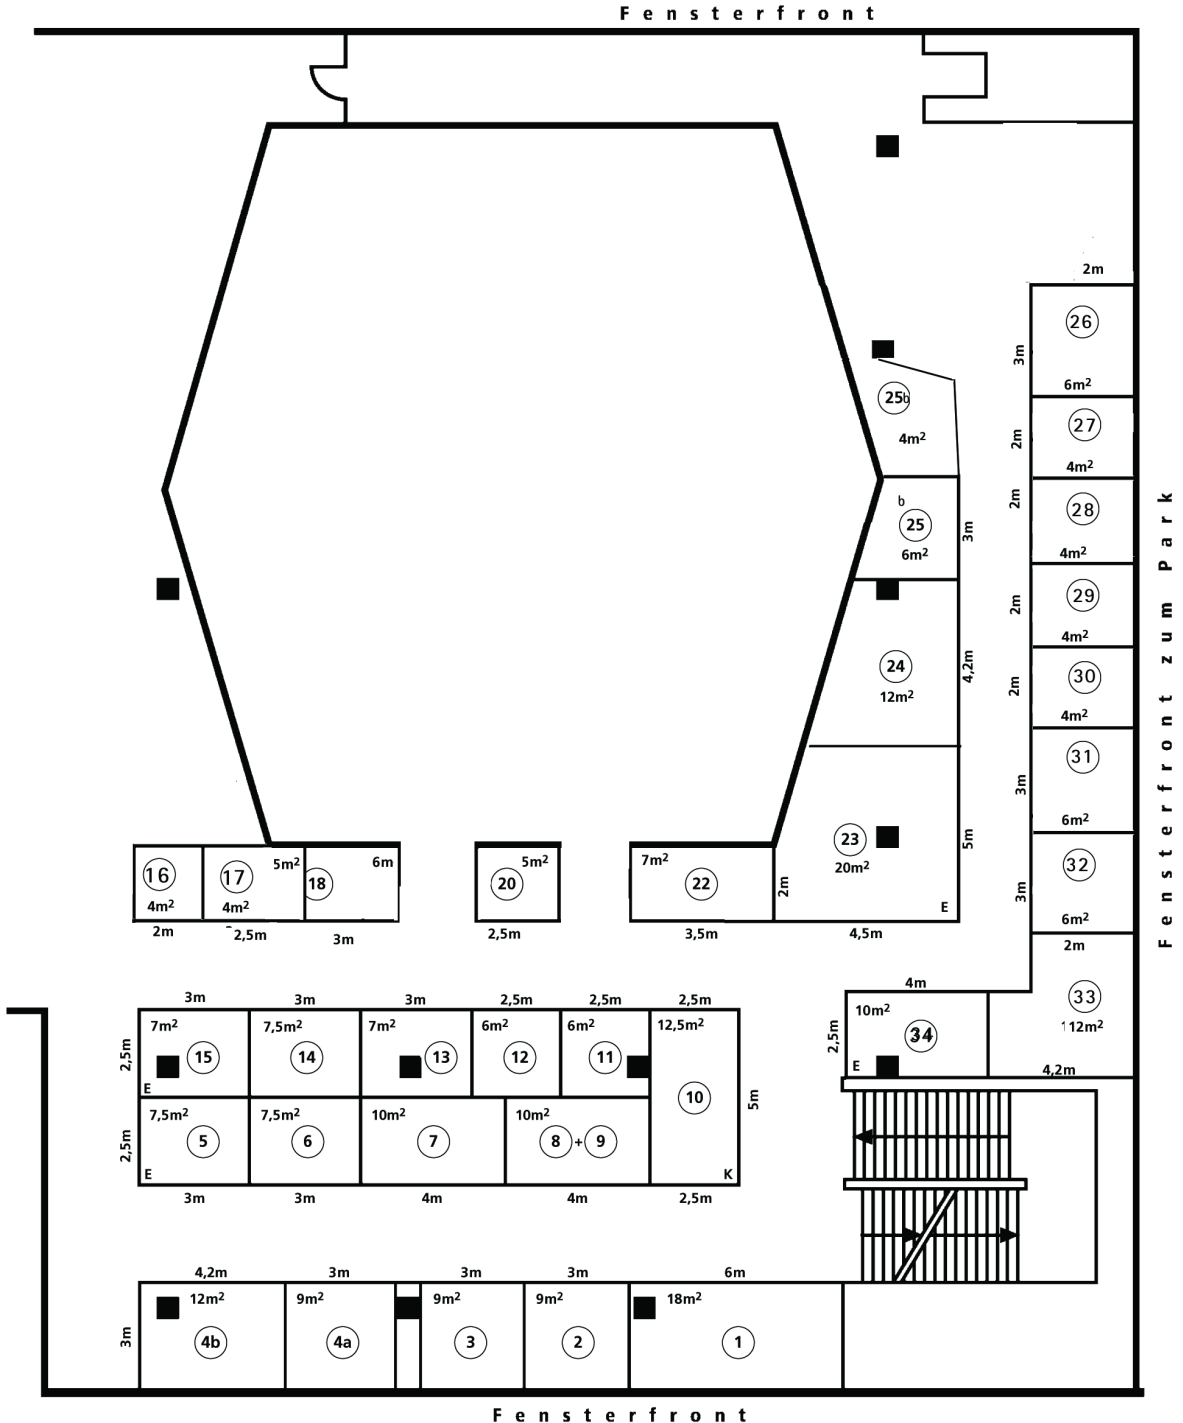 Fensterfront
2m
26
3m
6m²
25b
4m²
27
2m
4m²
b
25
6m²
3m
28
2m
4m²
29
2m
4m²
24
12m²
4,2m
30
2m
4m²
31
3m
6m²
23
20m²
5m
E
4,5m
32
3m
6m²
Fensterfront zum Park
16
4m²
2m
17
5m²
4m²
2,5m
18
6m
3m
20
5m²
2,5m
7m²
22
2m
3,5m
2m
33
12m²
4,2m
4m
10m²
34
2,5m
E
3m 3m 3m 2,5m 2,5m 2,5m
2,5m
7m²
15
E
7,5m²
14
7m²
13
6m²
12
6m²
11
12,5m²
10
5m
K
2,5m
7,5m²
5
E
7,5m²
6
10m²
7
10m²
8 + 9
3m 3m 4m 4m 2,5m
4,2m 3m 3m 3m 6m
3m
12m²
4b
9m²
4a
9m²
3
9m²
2
18m²
1
Fensterfront